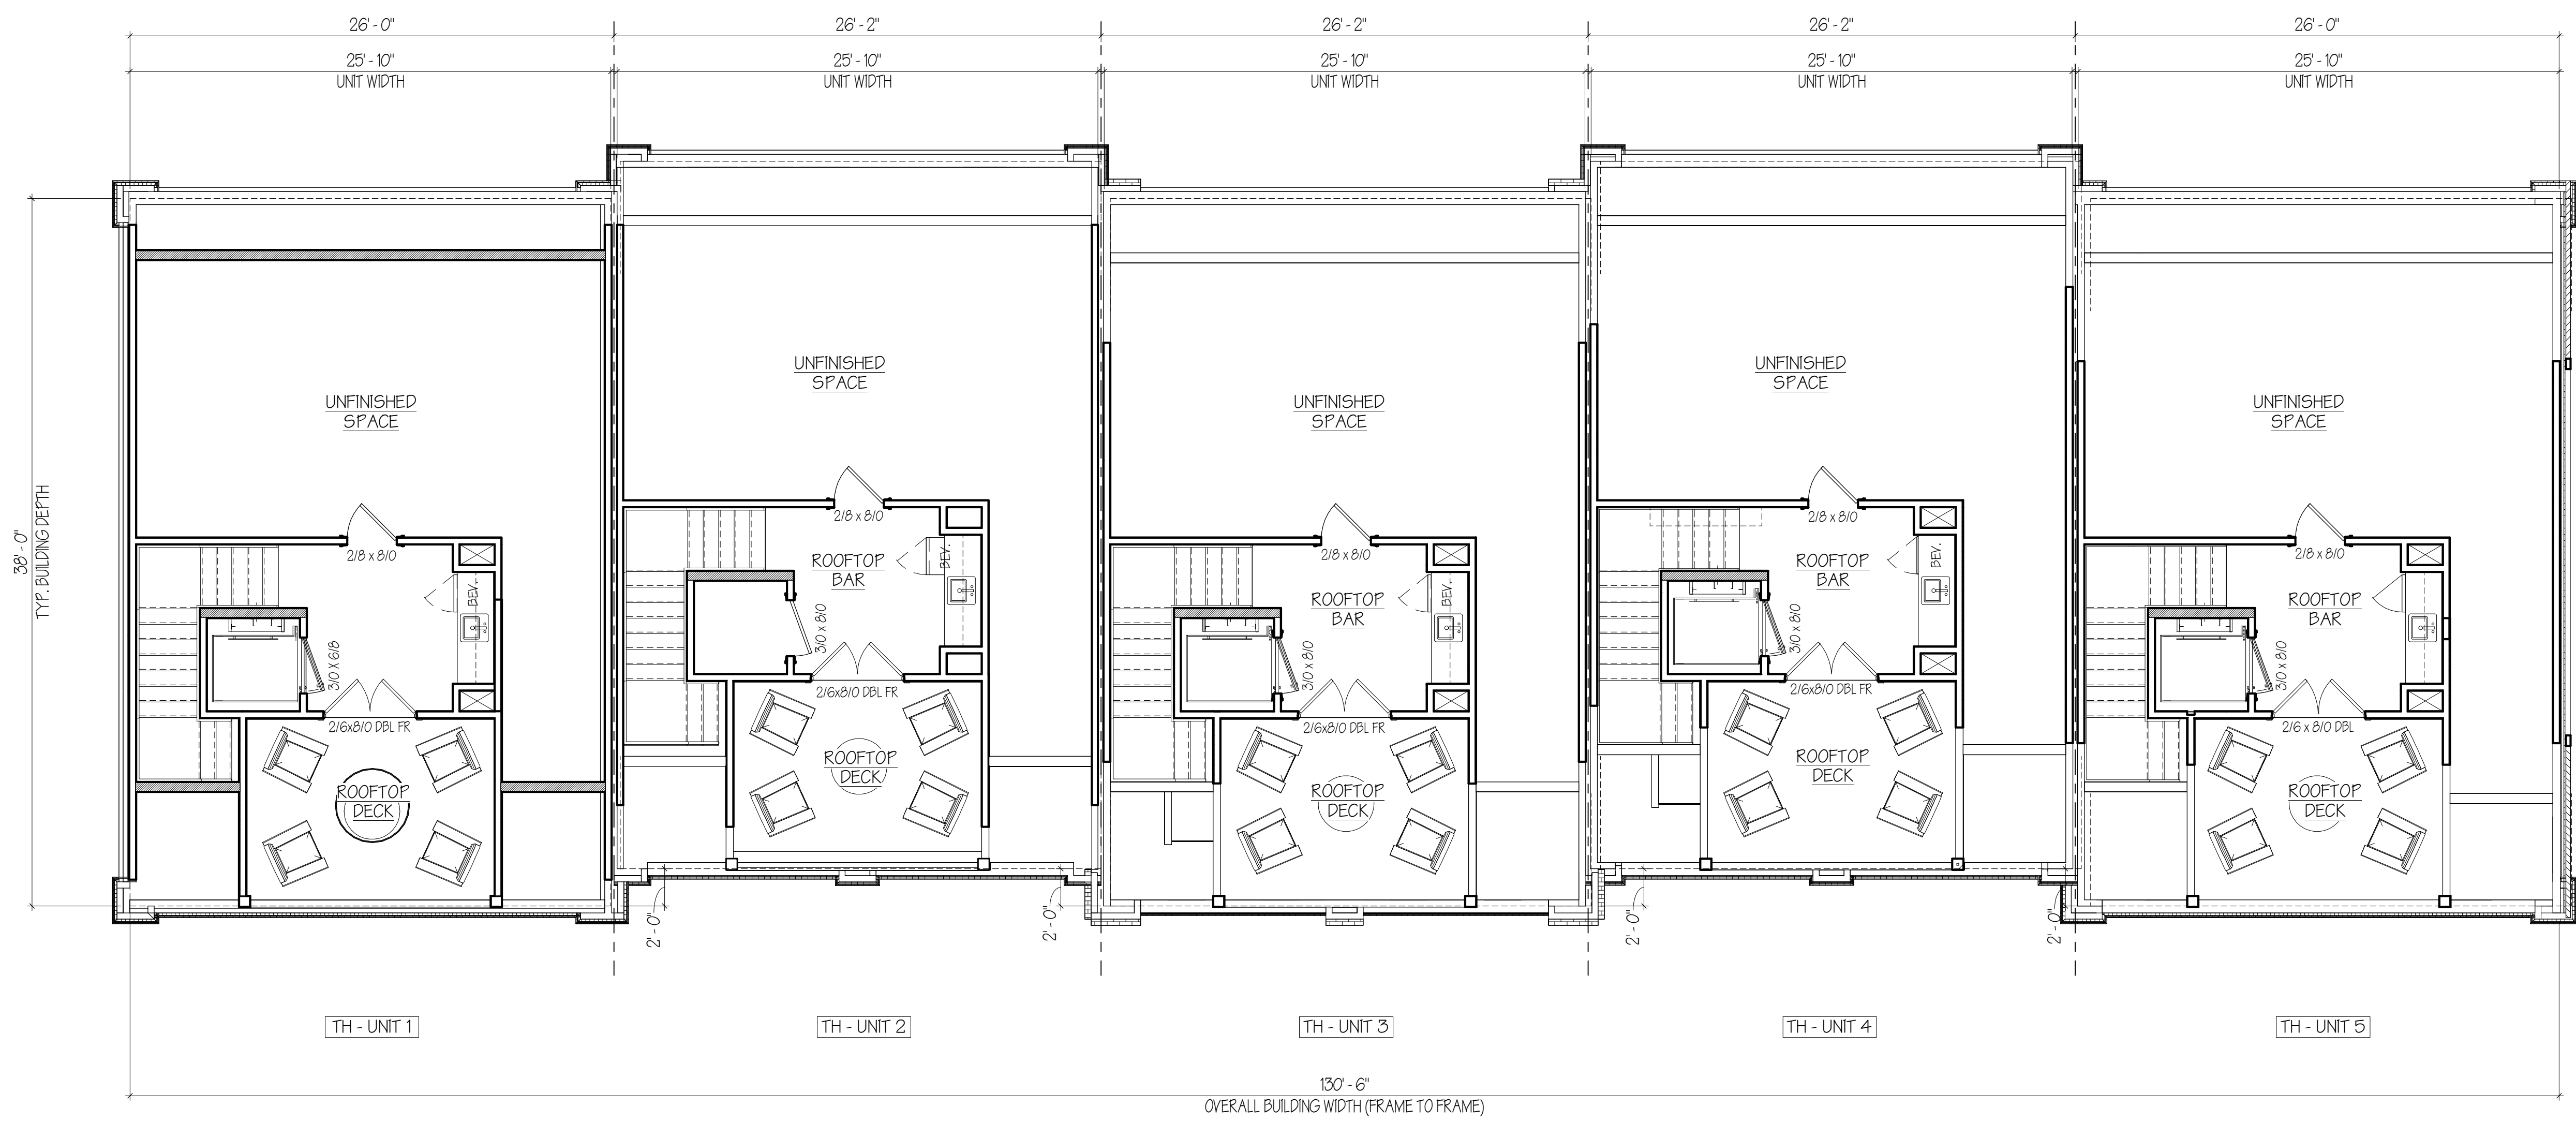 26' - 0"
26' - 2"
26' - 2"
26' - 2"
26' - 0"
25' - 10"
UNIT WIDTH
25' - 10"
UNIT WIDTH
25' - 10"
UNIT WIDTH
25' - 10"
UNIT WIDTH
25' - 10"
UNIT WIDTH
38' - 0"
TYP. BUILDING DEPTH
UNFINISHED
SPACE
2/8 x 8/0
BEV.
3/0 X 6/8
2/6x8/0 DBL FR
ROOFTOP
DECK
UNFINISHED
SPACE
2/8 x 8/0
ROOFTOP
BAR
BEV.
3/0 x 8/0
2/6x8/0 DBL FR
ROOFTOP
DECK
2' - 0"
2' - 0"
UNFINISHED
SPACE
2/8 x 8/0
ROOFTOP
BAR
BEV.
3/0 x 8/0
2/6x8/0 DBL FR
ROOFTOP
DECK
UNFINISHED
SPACE
2/8 x 8/0
ROOFTOP
BAR
BEV.
3/0 x 8/0
2/6x8/0 DBL FR
ROOFTOP
DECK
2' - 0"
2' - 0"
UNFINISHED
SPACE
2/8 x 8/0
ROOFTOP
BAR
3/0 x 8/0
2/6 x 8/0 DBL
ROOFTOP
DECK
TH - UNIT 1
TH - UNIT 2
TH - UNIT 3
TH - UNIT 4
TH - UNIT 5
130' - 6"
OVERALL BUILDING WIDTH (FRAME TO FRAME)